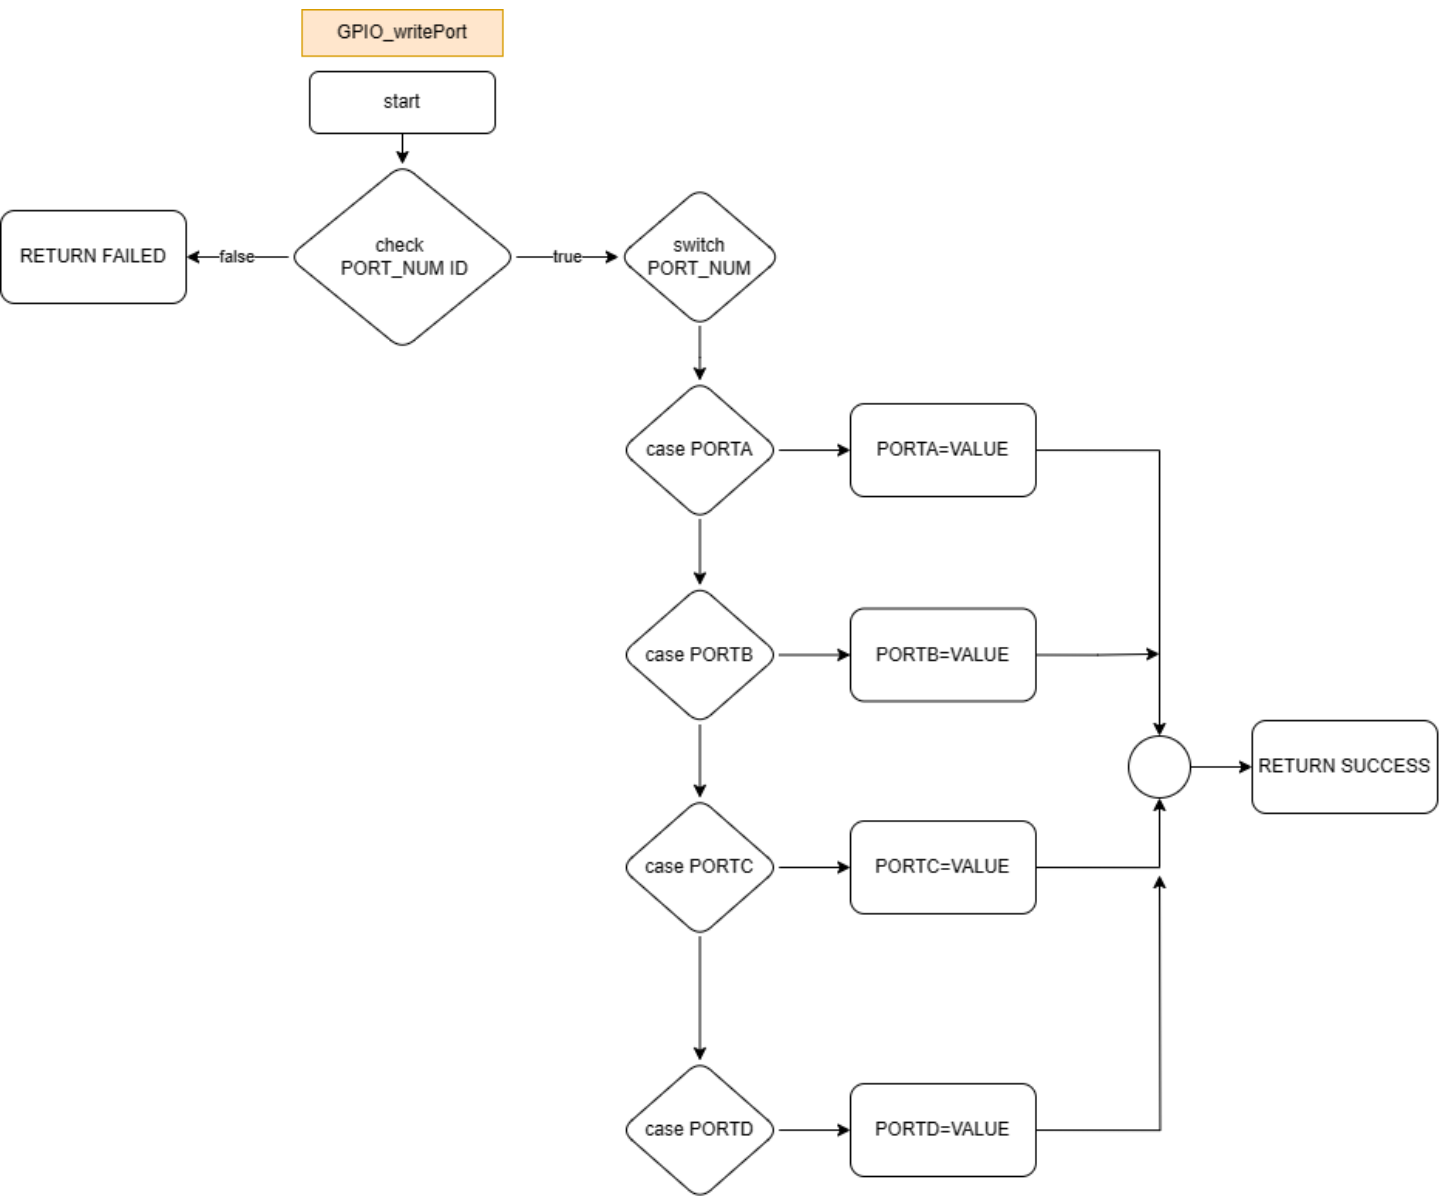 GPIO_writePort
start
check
PORT_NUM ID
RETURN FAILED
false
true
switch
PORT_NUM
case PORTA
PORTA=VALUE
case PORTB
PORTB=VALUE
RETURN SUCCESS
case PORTC
PORTC=VALUE
case PORTD
PORTD=VALUE